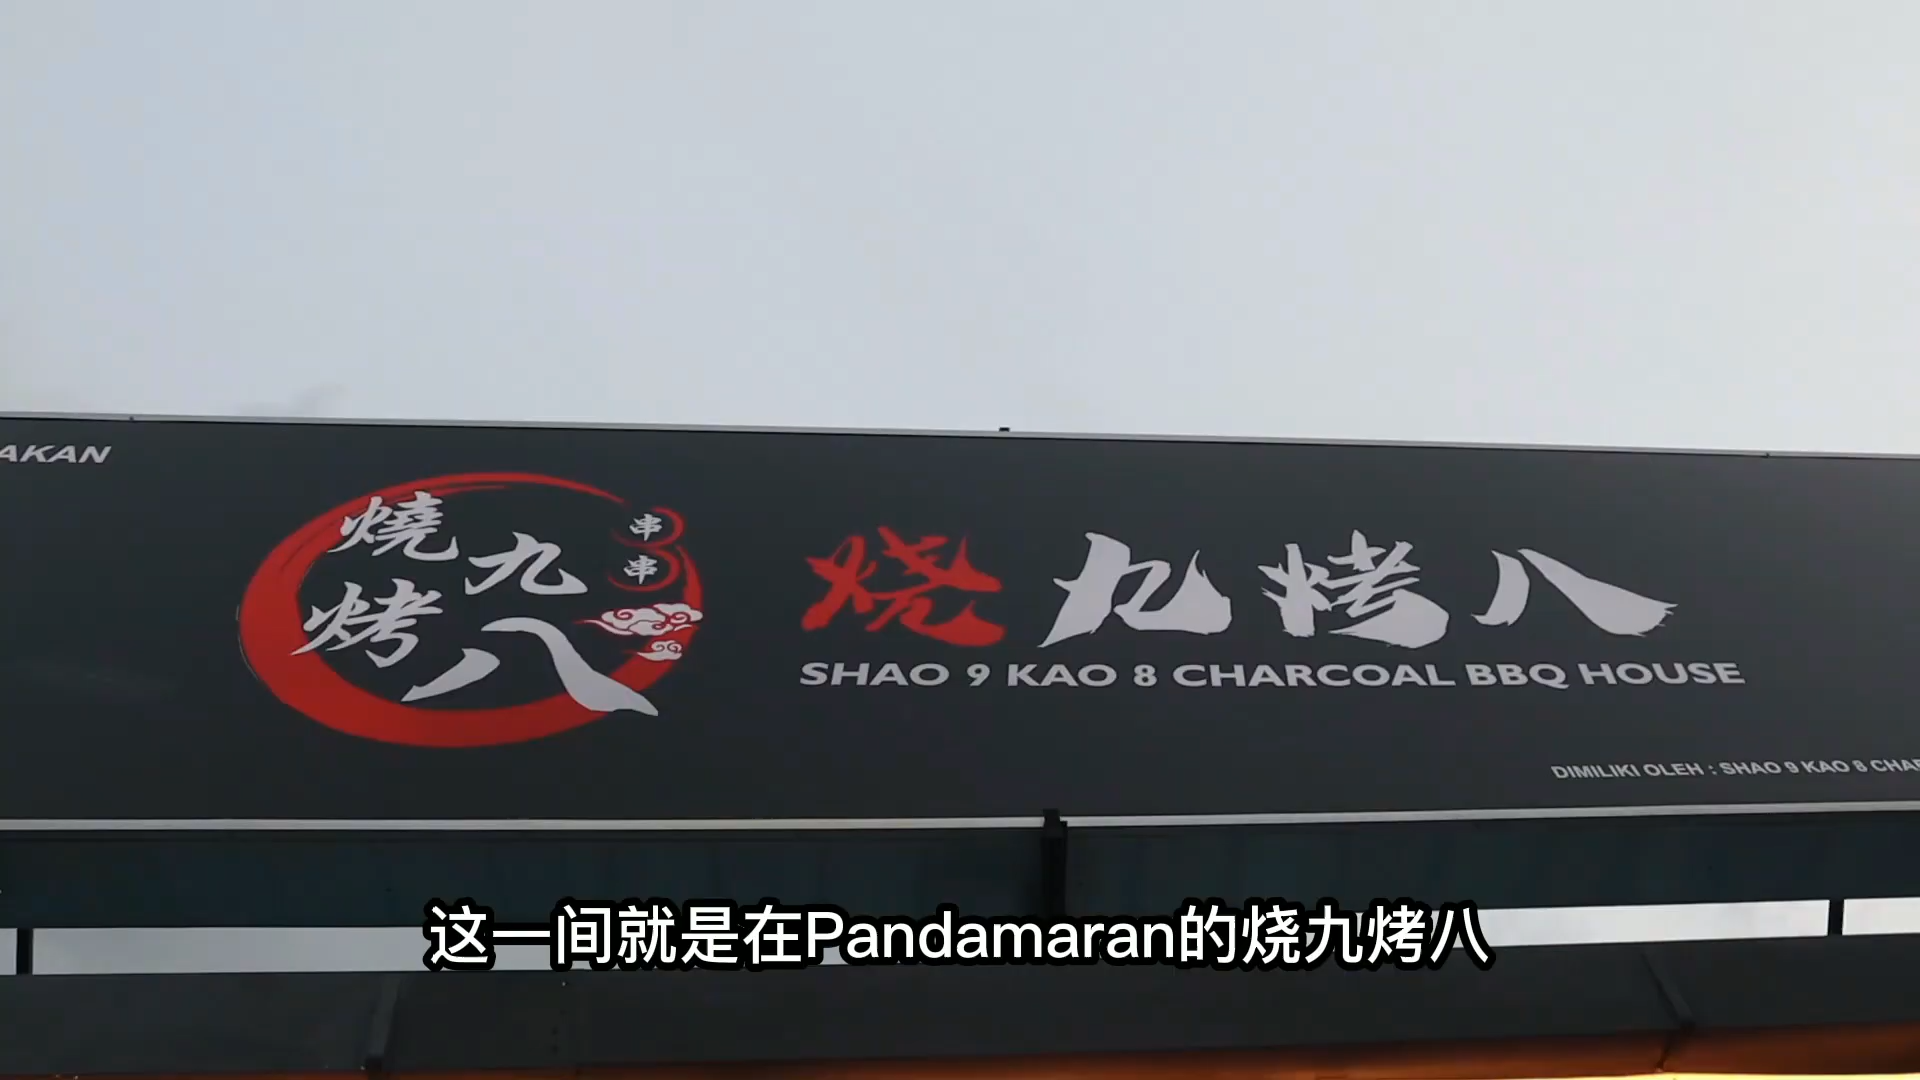 AKAN
燒九
烤八
串
串
烧九烤八
SHAO 9 KAO 8 CHARCOAL BBQ HOUSE
DIMILIKI OLEH : SHAO 9 KAO 8 CHAR
这一间就是在Pandamaran的烧九烤八